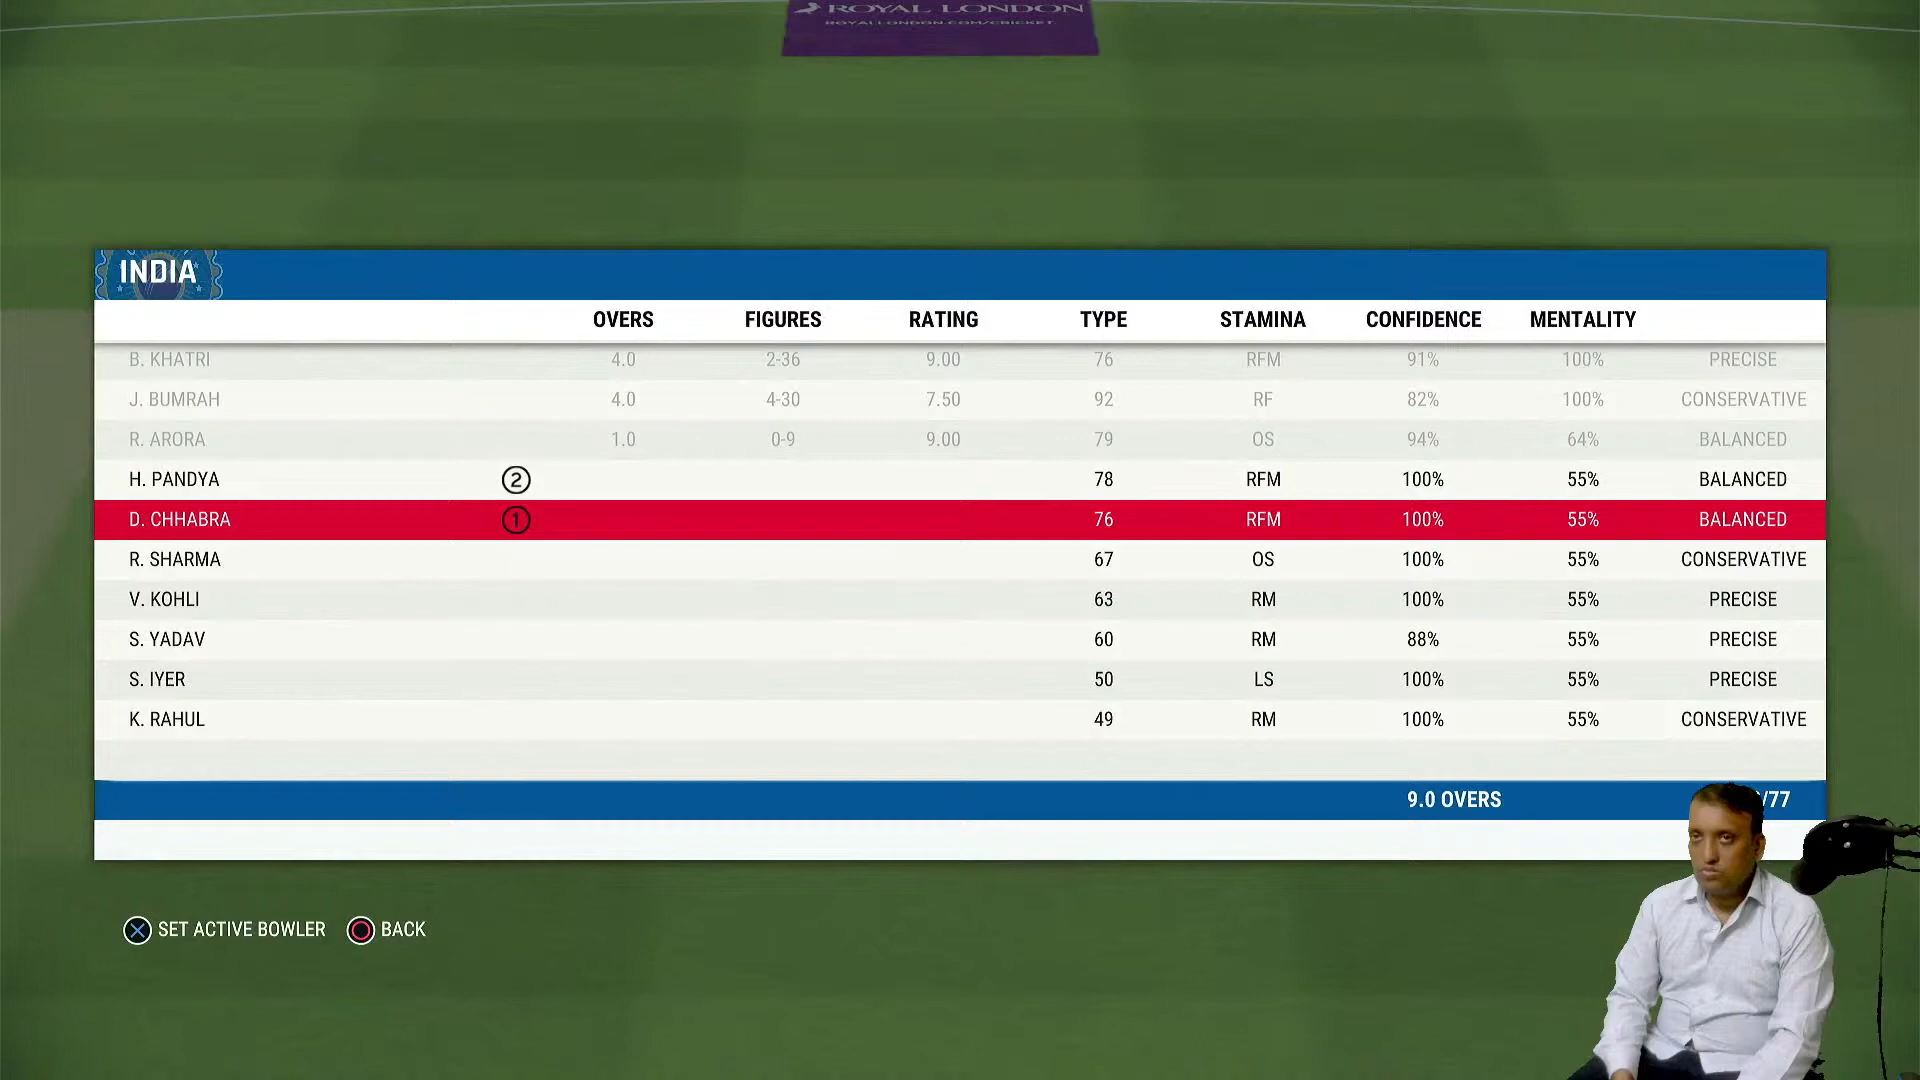 ROYAL LONDON
ROYALLONDON.COM/CRICKET
INDIA
OVERS FIGURES RATING TYPE STAMINA CONFIDENCE MENTALITY
B. KHATRI 4.0 2-36 9.00 76 RFM 91% 100% PRECISE
J. BUMRAH 4.0 4-30 7.50 92 RF 82% 100% CONSERVATIVE
R. ARORA 1.0 0-9 9.00 79 OS 94% 64% BALANCED
H. PANDYA 2 78 RFM 100% 55% BALANCED
D. CHHABRA 1 76 RFM 100% 55% BALANCED
R. SHARMA 67 OS 100% 55% CONSERVATIVE
V. KOHLI 63 RM 100% 55% PRECISE
S. YADAV 60 RM 88% 55% PRECISE
S. IYER 50 LS 100% 55% PRECISE
K. RAHUL 49 RM 100% 55% CONSERVATIVE
9.0 OVERS /77
SET ACTIVE BOWLER BACK